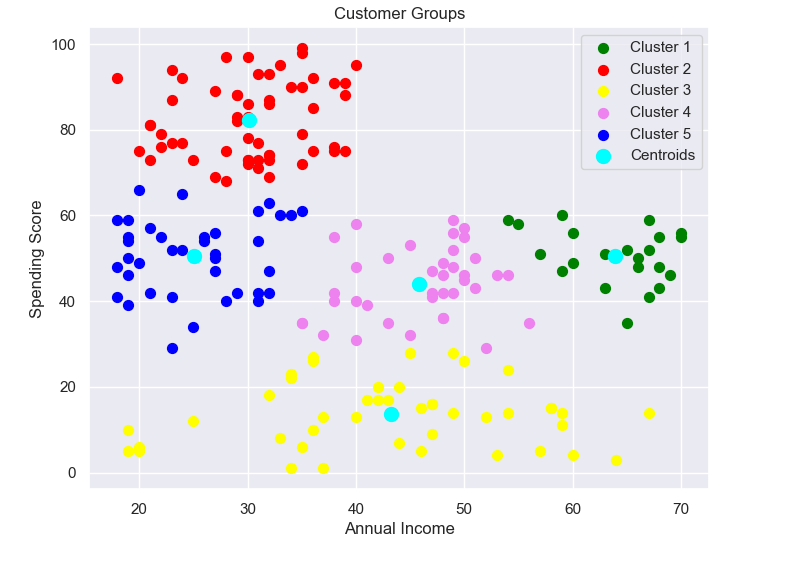 Customer Groups
Cluster 1
Cluster 2
Cluster 3
Cluster 4
Cluster 5
Centroids
100
80
60
40
20
0
Spending Score
20 30 40 50 60 70
Annual Income